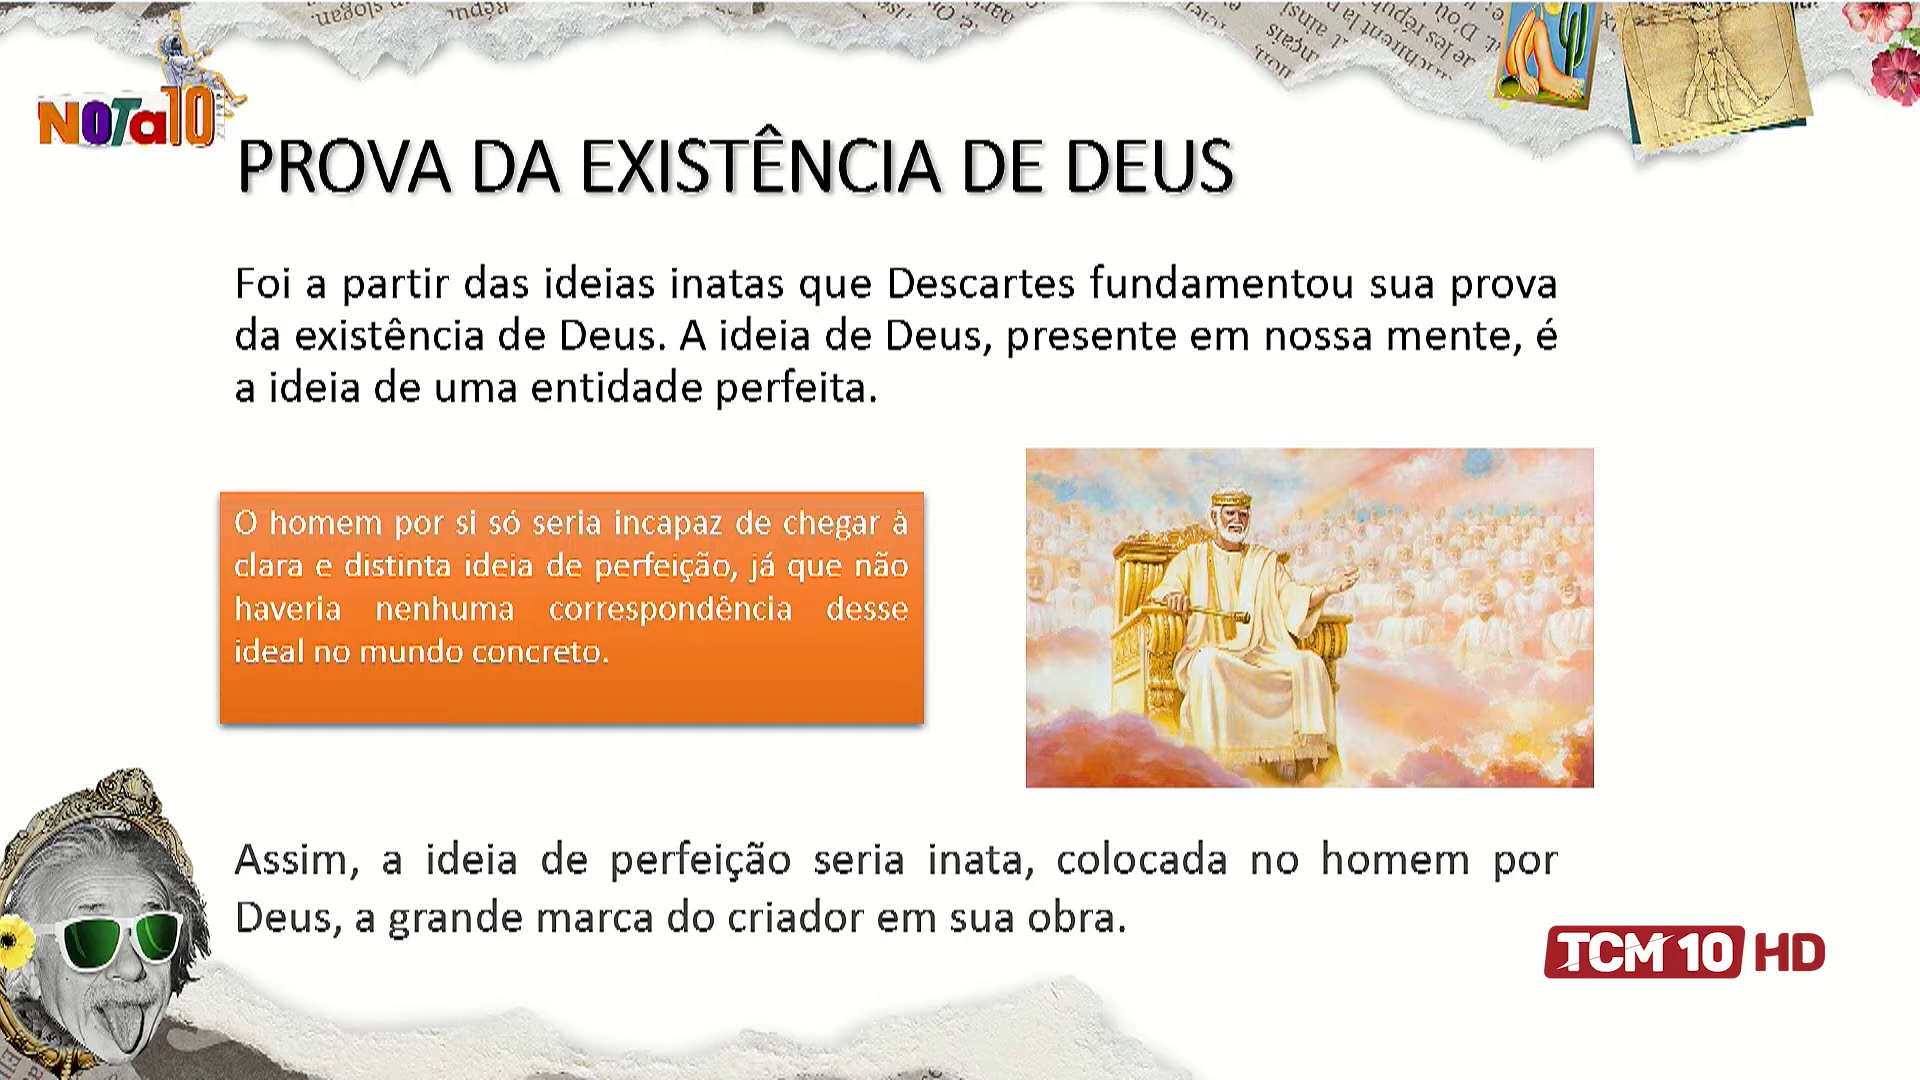 NOTa10
PROVA DA EXISTÊNCIA DE DEUS
Foi a partir das ideias inatas que Descartes fundamentou sua prova
da existência de Deus. A ideia de Deus, presente em nossa mente, é
a ideia de uma entidade perfeita.
O homem por si só seria incapaz de chegar à
clara e distinta ideia de perfeição, já que não
haveria nenhuma correspondência desse
ideal no mundo concreto.
Assim, a ideia de perfeição seria inata, colocada no homem por
Deus, a grande marca do criador em sua obra.
TCM 10 HD